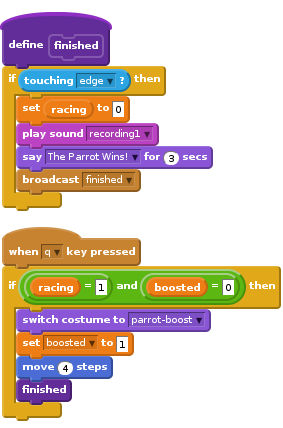 define finished
if touching edge ? then
set racing to 0
play sound recording1
say The Parrot Wins! for 3 secs
broadcast finished
when q key pressed
if racing = 1 and boosted = 0 then
switch costume to parrot-boost
set boosted to 1
move 4 steps
finished